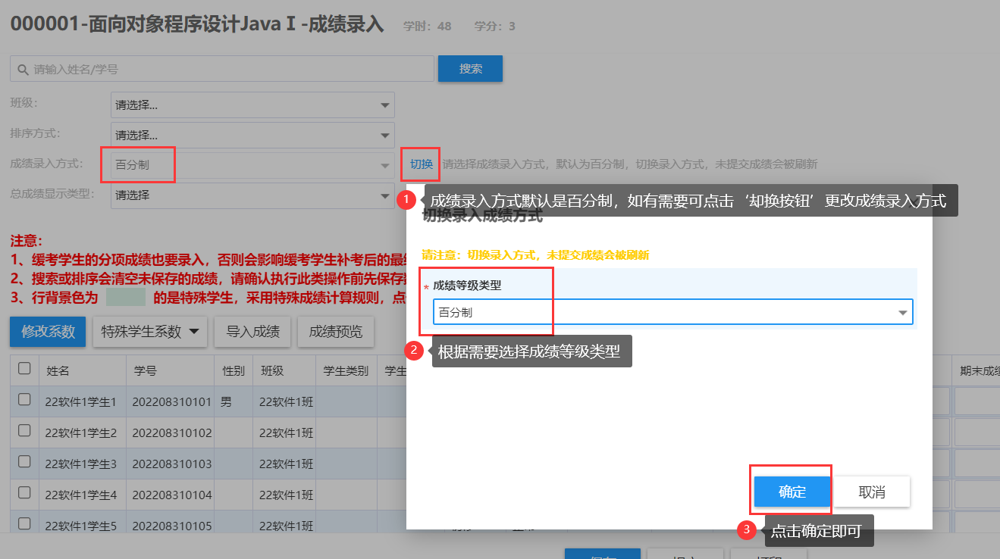 000001-面向对象程序设计JavaⅠ-成绩录入 学时：48 学分：3
请输入姓名/学号 搜索
班级： 请选择...
排序方式： 请选择...
成绩录入方式： 百分制 切换 请选择成绩录入方式，默认为百分制，切换录入方式，未提交成绩会被刷新
总成绩显示类型： 请选择
1 成绩录入方式默认是百分制，如有需要可点击‘却换按钮’更改成绩录入方式
切换录入成绩方式
请注意：切换录入方式，未提交成绩会被刷新
* 成绩等级类型
百分制
2 根据需要选择成绩等级类型
确定 取消
3 点击确定即可
注意：
1、缓考学生的分项成绩也要录入，否则会影响缓考学生补考后的最
2、搜索或排序会清空未保存的成绩，请确认执行此类操作前先保存
3、行背景色为 的是特殊学生，采用特殊成绩计算规则，点
修改系数 特殊学生系数 导入成绩 成绩预览
姓名 学号 性别 班级 学生类别 学生 期末成绩
22软件1学生1 202208310101 男 22软件1班
22软件1学生2 202208310102 22软件1班
22软件1学生3 202208310103 22软件1班
22软件1学生4 202208310104 22软件1班
22软件1学生5 202208310105 22软件1班